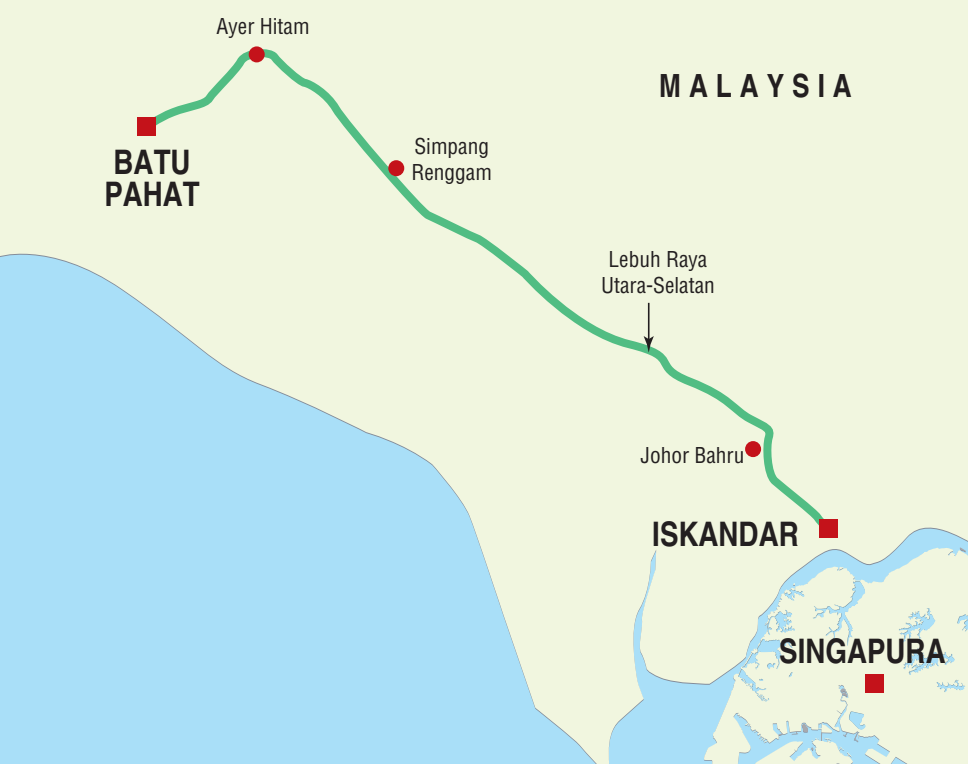 Ayer Hitam
MALAYSIA
BATU
PAHAT
Simpang
Renggam
Lebuh Raya
Utara-Selatan
Johor Bahru
ISKANDAR
SINGAPURA